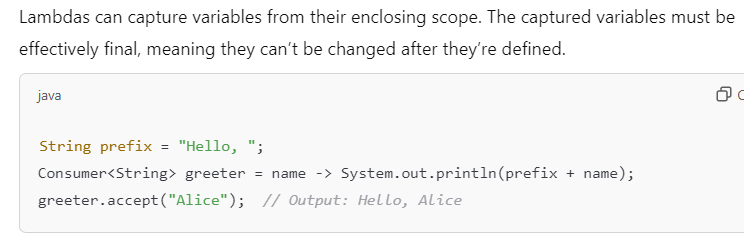 Lambdas can capture variables from their enclosing scope. The captured variables must be
effectively final, meaning they can’t be changed after they’re defined.
java
String prefix = "Hello, ";
Consumer<String> greeter = name -> System.out.println(prefix + name);
greeter.accept("Alice");  // Output: Hello, Alice